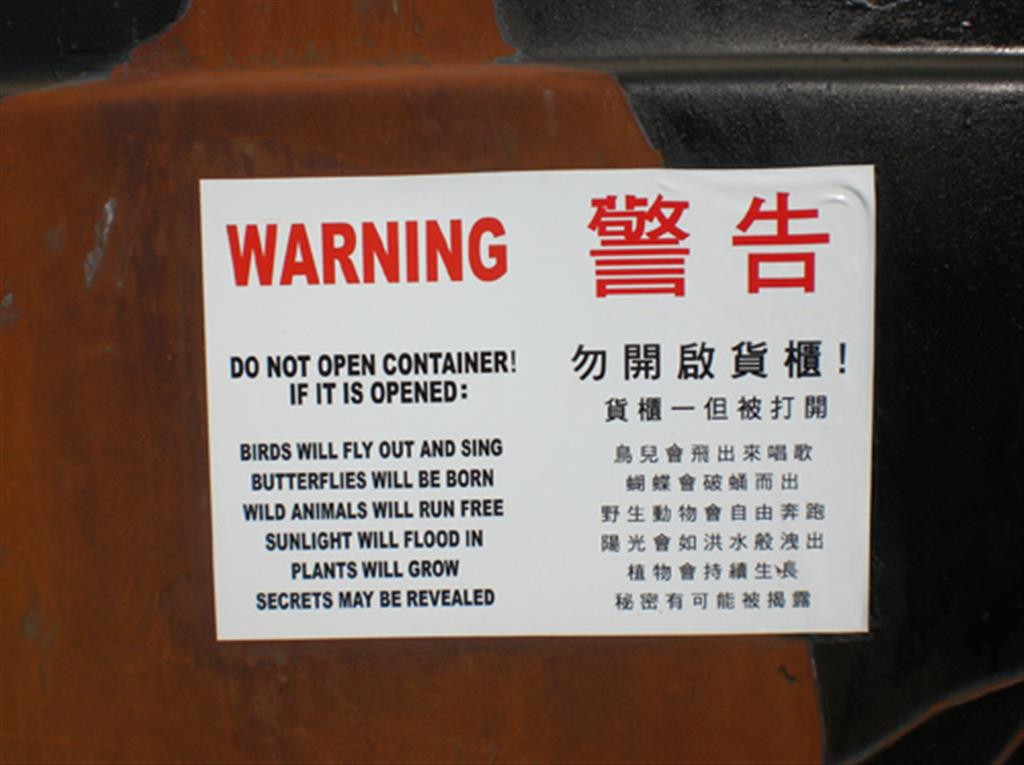 WARNING
DO NOT OPEN CONTAINER!
IF IT IS OPENED:
BIRDS WILL FLY OUT AND SING
BUTTERFLIES WILL BE BORN
WILD ANIMALS WILL RUN FREE
SUNLIGHT WILL FLOOD IN
PLANTS WILL GROW
SECRETS MAY BE REVEALED
警告
勿開啟貨櫃!
貨櫃一但被打開
鳥兒會飛出來唱歌
蝴蝶會破蛹而出
野生動物會自由奔跑
陽光會如洪水般洩出
植物會持續生長
秘密有可能被揭露